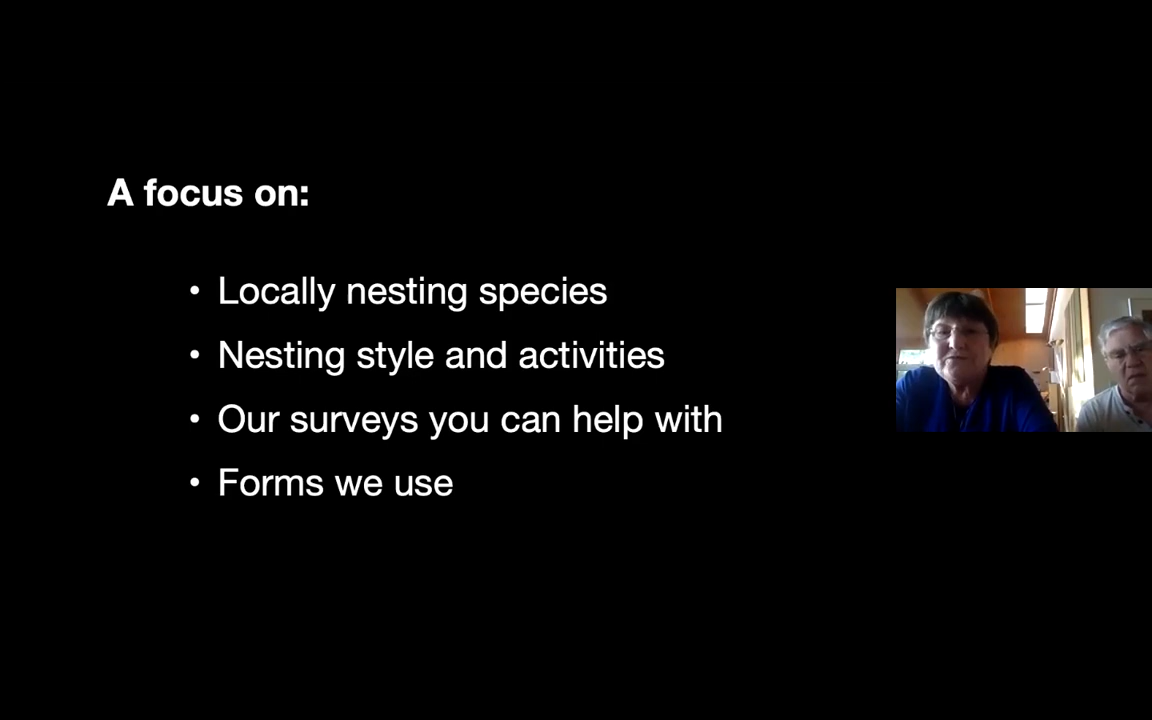 A focus on:
• Locally nesting species
• Nesting style and activities
• Our surveys you can help with
• Forms we use